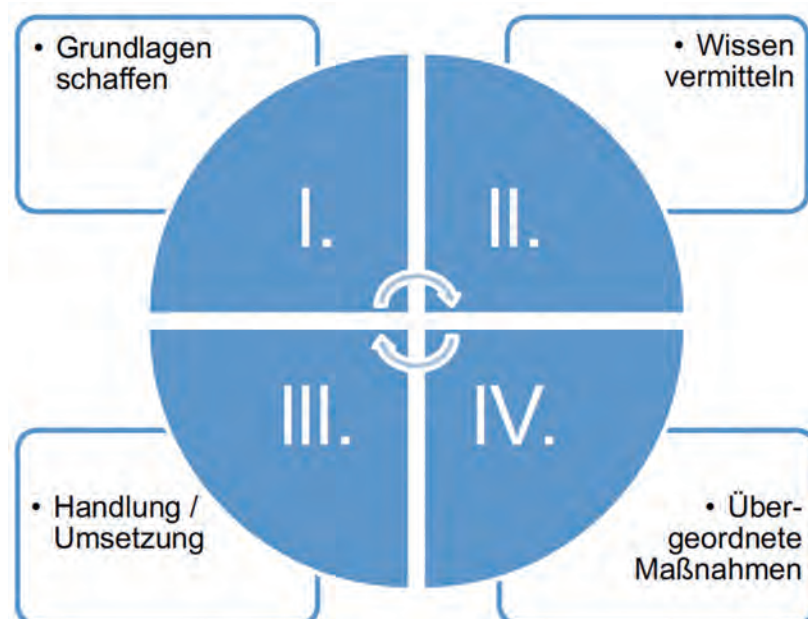 • Grundlagen
schaffen
• Wissen
vermitteln
I.
II.
III.
IV.
• Handlung /
Umsetzung
• Über-
geordnete
Maßnahmen